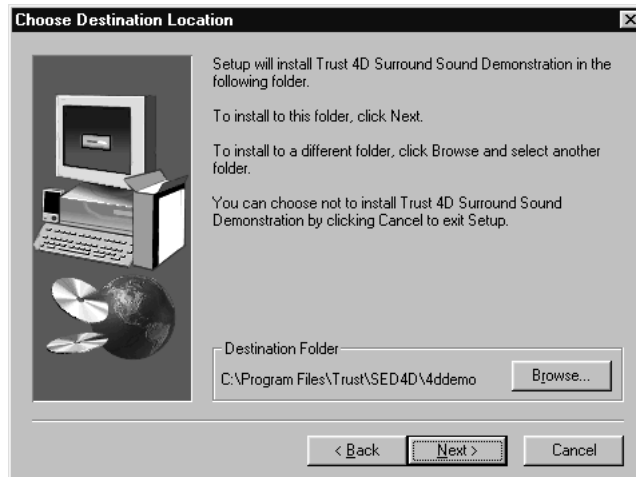 Choose Destination Location
Setup will install Trust 4D Surround Sound Demonstration in the
following folder.
To install to this folder, click Next.
To install to a different folder, click Browse and select another
folder.
You can choose not to install Trust 4D Surround Sound
Demonstration by clicking Cancel to exit Setup.
Destination Folder
C:\Program Files\Trust\SED4D\4ddemo
Browse...
< Back
Next >
Cancel